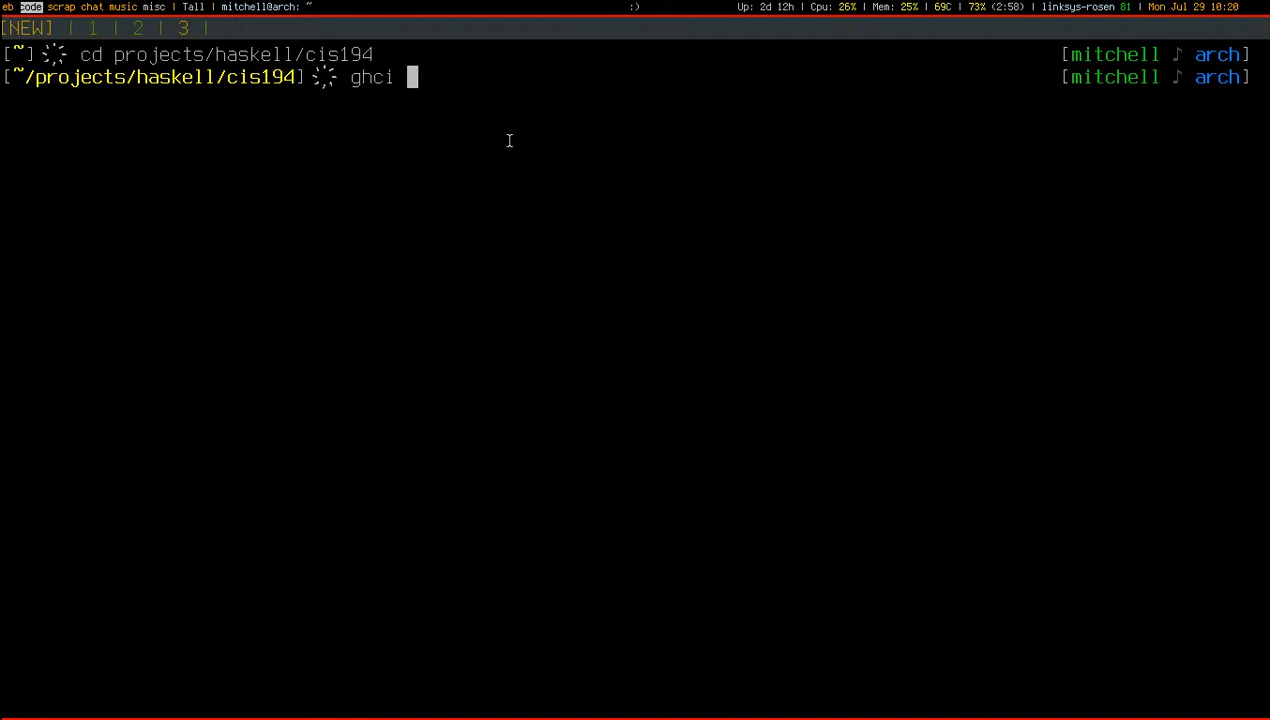 eb code scrap chat music misc | Tall | mitchell@arch: ~ :) Up: 2d 12h | Cpu: 26% | Mem: 25% | 69C | 73% (2:58) | linksys-rosen 81 | Mon Jul 29 10:20
[NEW] | 1 | 2 | 3 |
[~] cd projects/haskell/cis194 [mitchell ♪ arch]
[~/projects/haskell/cis194] ghci [mitchell ♪ arch]